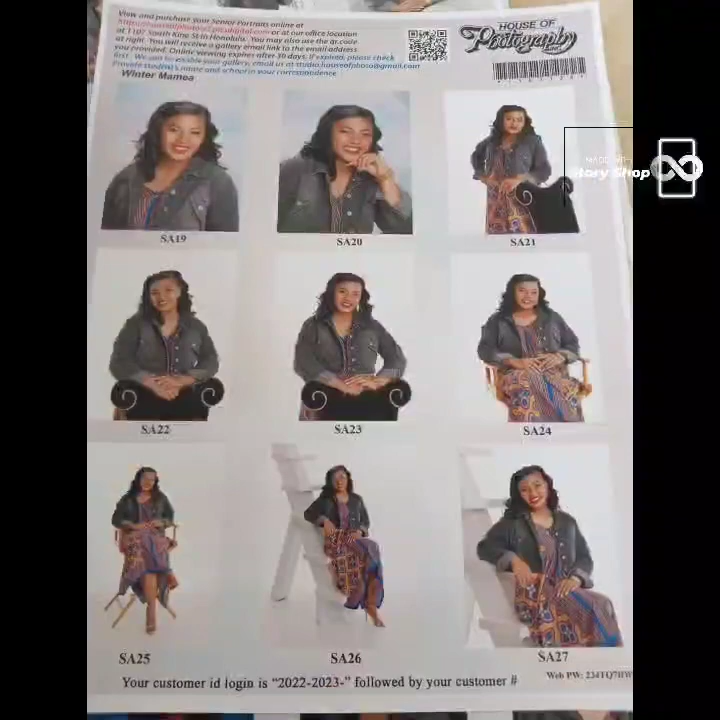 View and purchase your Senior Portraits online at
or at our office location
at 1107 South King St in Honolulu. You may also use the qr code
at right. You will receive a gallery email link to the email address
you provided. Online viewing expires after 30 days. If expired, please check
first. We can re-enable your gallery, email us at
Provide student's name and school in your correspondence
Winter Mamea
HOUSE OF
Photography
MADE WITH
Story Shop
SA19
SA20
SA21
SA22
SA23
SA24
SA25
SA26
SA27
Your customer id login is "2022-2023-" followed by your customer #
Web PW: